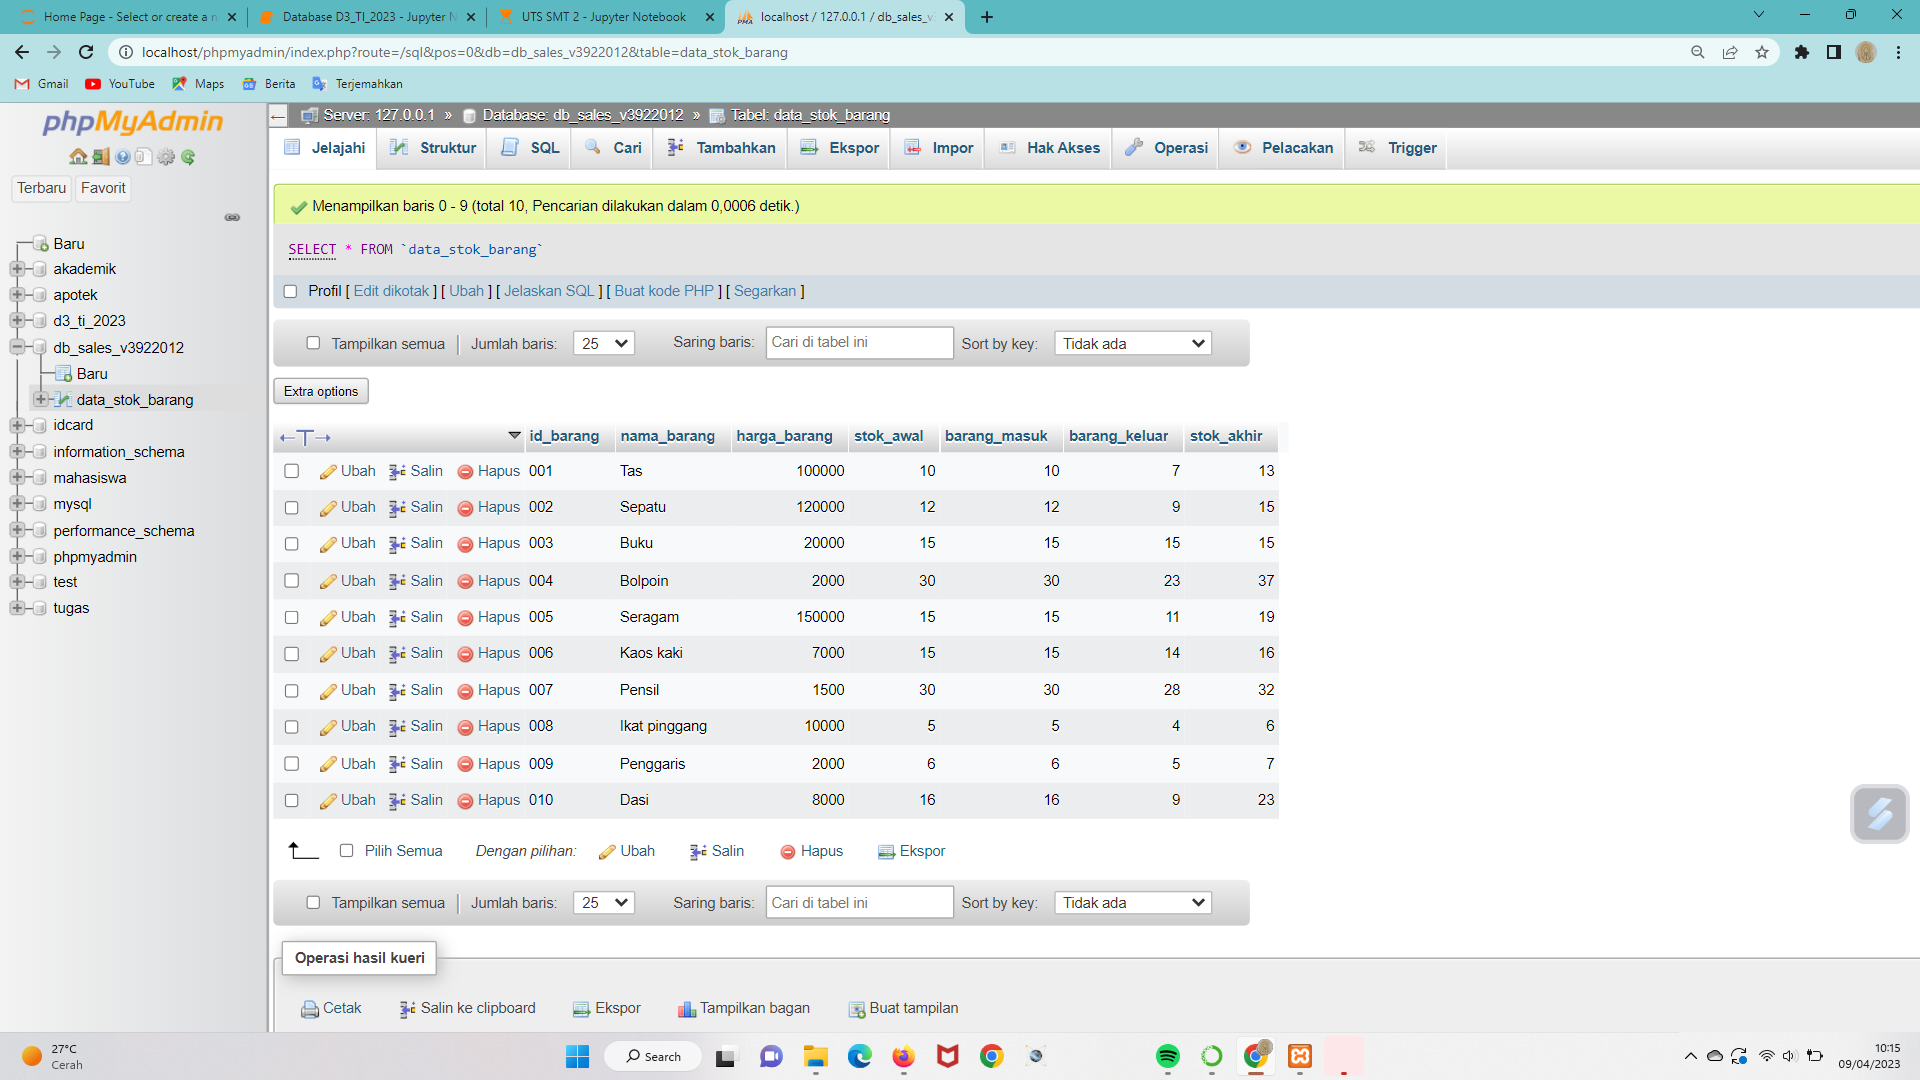 Home Page - Select or create a n
Database D3_TI_2023 - Jupyter N
UTS SMT 2 - Jupyter Notebook
localhost / 127.0.0.1 / db_sales_v
localhost/phpmyadmin/index.php?route=/sql&pos=0&db=db_sales_v3922012&table=data_stok_barang
Gmail YouTube Maps Berita Terjemahkan
phpMyAdmin
Terbaru Favorit
Baru
akademik
apotek
d3_ti_2023
db_sales_v3922012
Baru
data_stok_barang
idcard
information_schema
mahasiswa
mysql
performance_schema
phpmyadmin
test
tugas
Server: 127.0.0.1 » Database: db_sales_v3922012 » Tabel: data_stok_barang
Jelajahi Struktur SQL Cari Tambahkan Ekspor Impor Hak Akses Operasi Pelacakan Trigger
Menampilkan baris 0 - 9 (total 10, Pencarian dilakukan dalam 0,0006 detik.)
SELECT * FROM `data_stok_barang`
Profil [ Edit dikotak ] [ Ubah ] [ Jelaskan SQL ] [ Buat kode PHP ] [ Segarkan ]
Tampilkan semua | Jumlah baris: 25 Saring baris: Cari di tabel ini Sort by key: Tidak ada
Extra options
id_barang nama_barang harga_barang stok_awal barang_masuk barang_keluar stok_akhir
Ubah Salin Hapus 001 Tas 100000 10 10 7 13
Ubah Salin Hapus 002 Sepatu 120000 12 12 9 15
Ubah Salin Hapus 003 Buku 20000 15 15 15 15
Ubah Salin Hapus 004 Bolpoin 2000 30 30 23 37
Ubah Salin Hapus 005 Seragam 150000 15 15 11 19
Ubah Salin Hapus 006 Kaos kaki 7000 15 15 14 16
Ubah Salin Hapus 007 Pensil 1500 30 30 28 32
Ubah Salin Hapus 008 Ikat pinggang 10000 5 5 4 6
Ubah Salin Hapus 009 Penggaris 2000 6 6 5 7
Ubah Salin Hapus 010 Dasi 8000 16 16 9 23
Pilih Semua Dengan pilihan: Ubah Salin Hapus Ekspor
Tampilkan semua | Jumlah baris: 25 Saring baris: Cari di tabel ini Sort by key: Tidak ada
Operasi hasil kueri
Cetak Salin ke clipboard Ekspor Tampilkan bagan Buat tampilan
27°C
Cerah
Search
10:15
09/04/2023